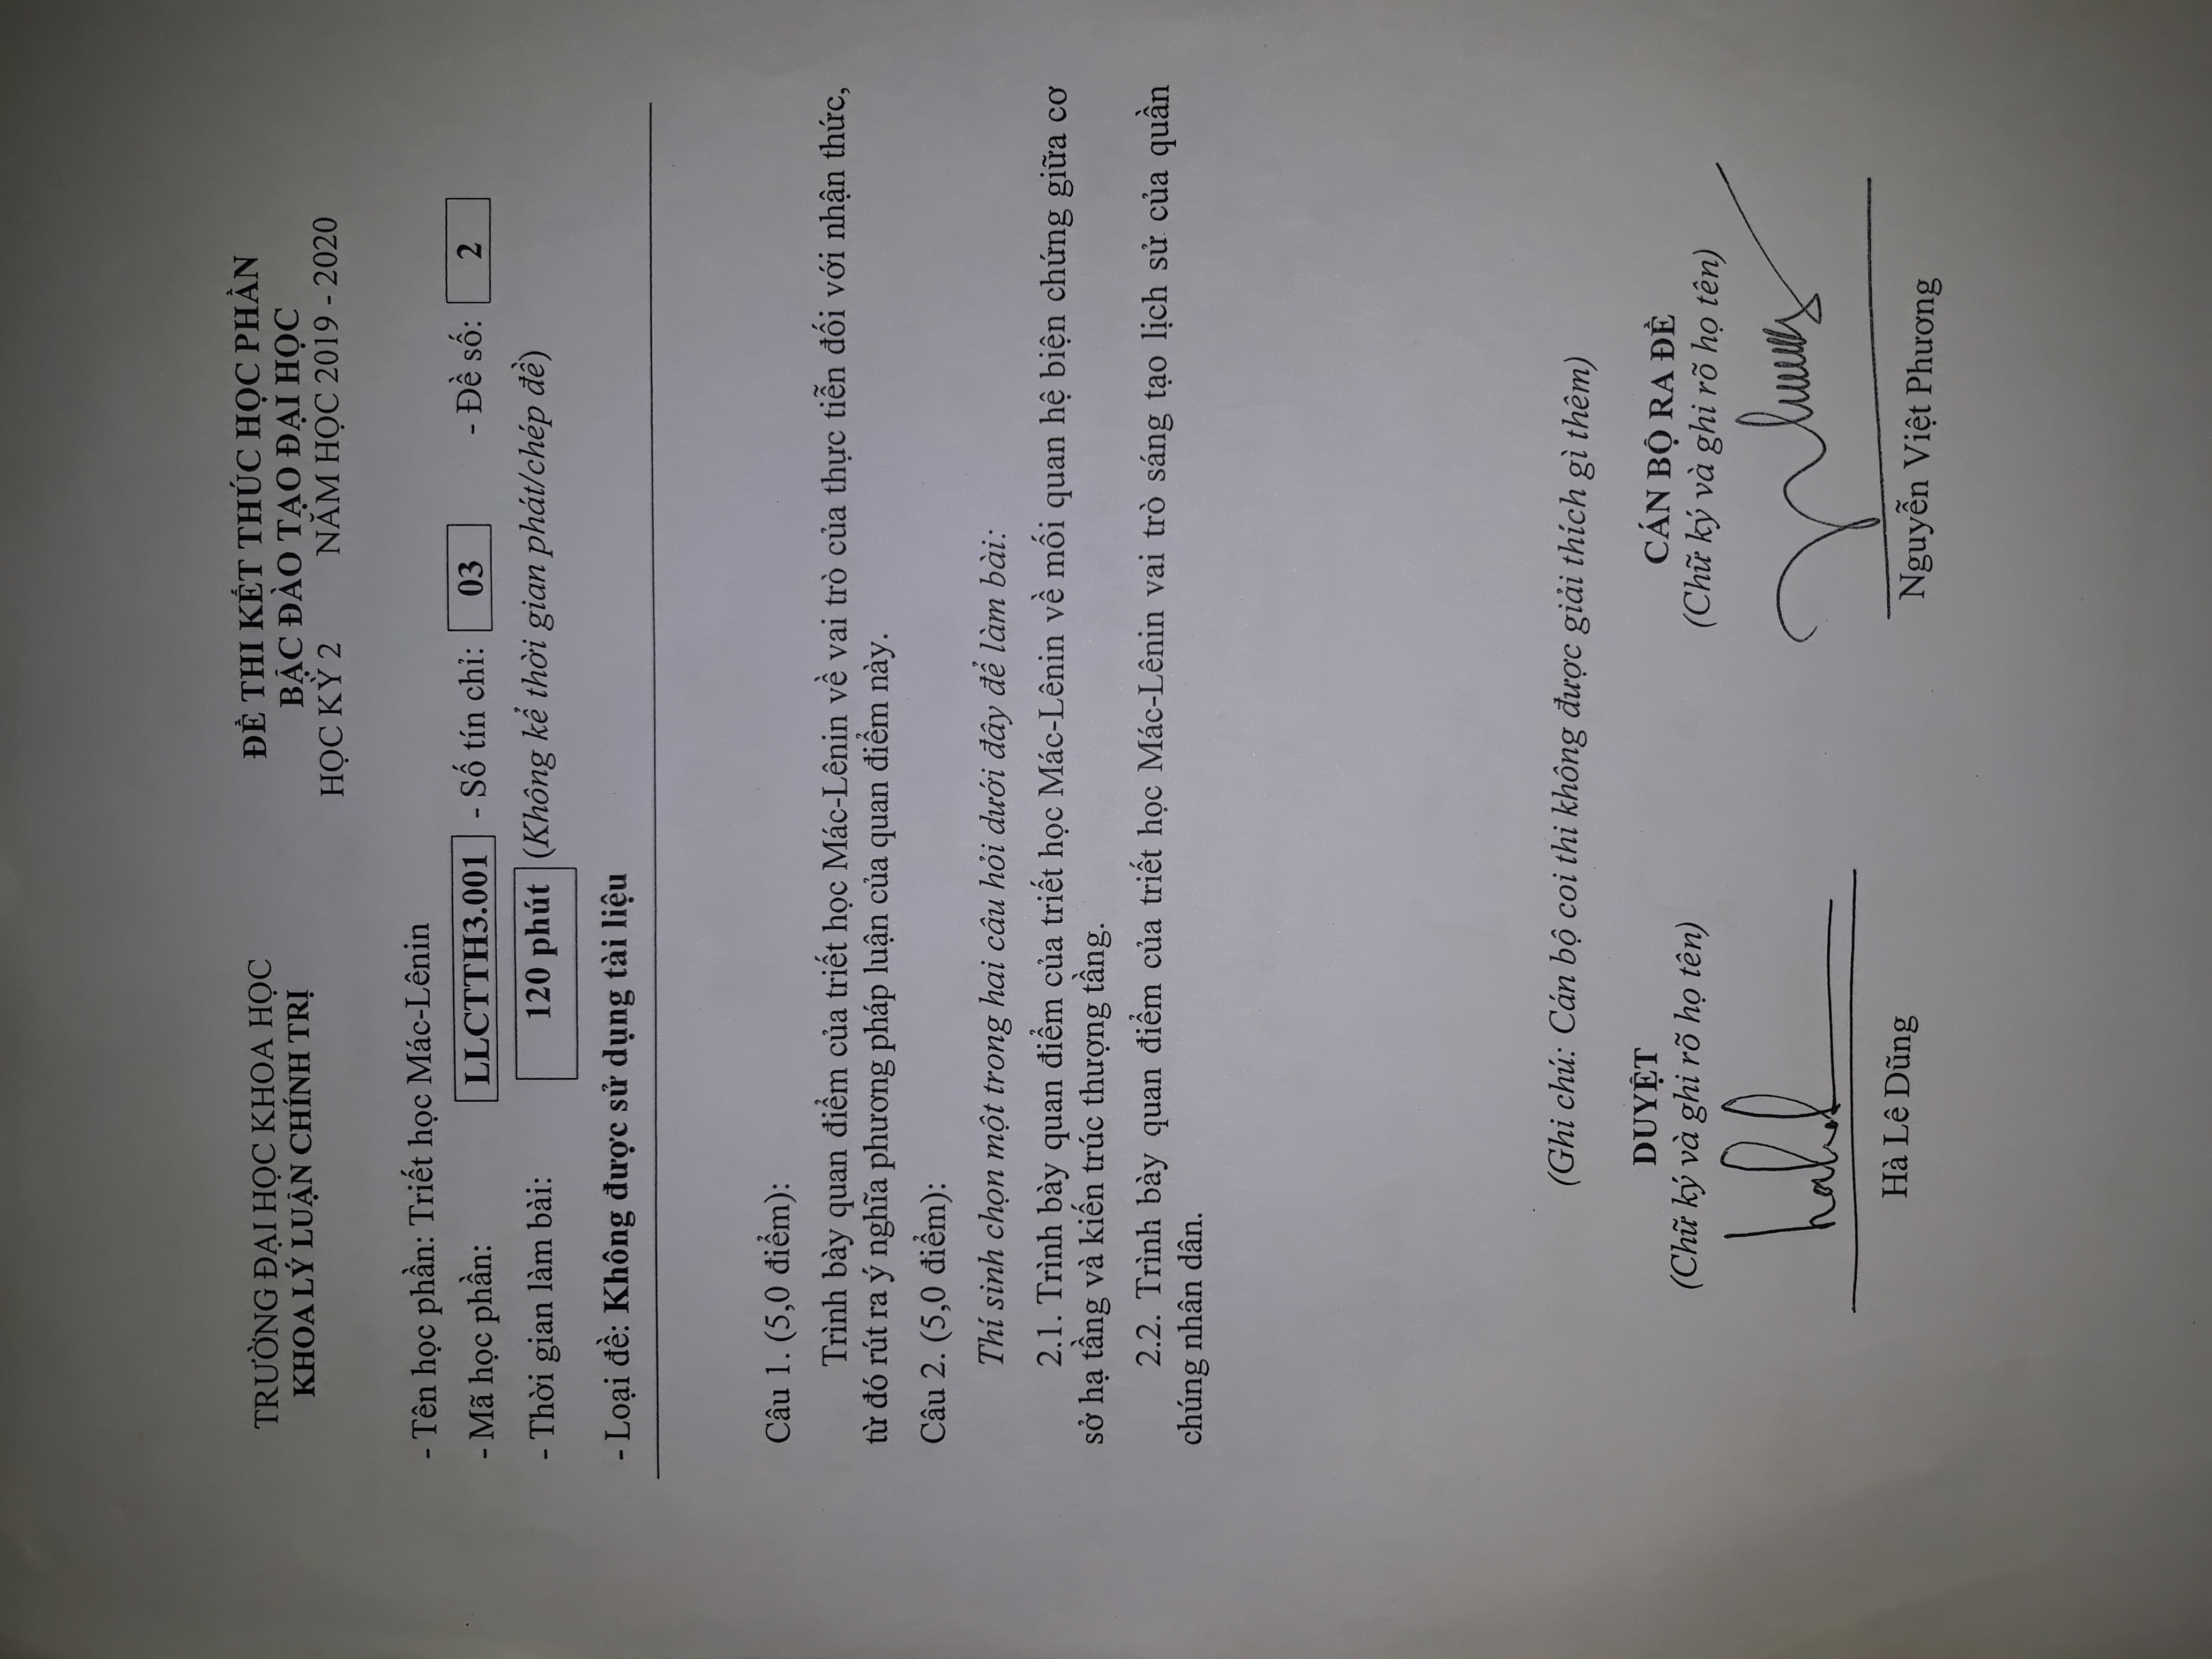 TRƯỜNG ĐẠI HỌC KHOA HỌC
KHOA LÝ LUẬN CHÍNH TRỊ
ĐỀ THI KẾT THÚC HỌC PHẦN
BẬC ĐÀO TẠO ĐẠI HỌC
HỌC KỲ 2 NĂM HỌC 2019 - 2020
- Tên học phần: Triết học Mác-Lênin
- Mã học phần: LLCTTH3.001 - Số tín chỉ: 03 - Đề số: 2
- Thời gian làm bài: 120 phút (Không kể thời gian phát/chép đề)
- Loại đề: Không được sử dụng tài liệu
Câu 1. (5,0 điểm):
Trình bày quan điểm của triết học Mác-Lênin về vai trò của thực tiễn đối với nhận thức,
từ đó rút ra ý nghĩa phương pháp luận của quan điểm này.
Câu 2. (5,0 điểm):
Thí sinh chọn một trong hai câu hỏi dưới đây để làm bài:
2.1. Trình bày quan điểm của triết học Mác-Lênin về mối quan hệ biện chứng giữa cơ
sở hạ tầng và kiến trúc thượng tầng.
2.2. Trình bày quan điểm của triết học Mác-Lênin vai trò sáng tạo lịch sử của quần
chúng nhân dân.
(Ghi chú: Cán bộ coi thi không được giải thích gì thêm)
DUYỆT
(Chữ ký và ghi rõ họ tên)
Hà Lê Dũng
CÁN BỘ RA ĐỀ
(Chữ ký và ghi rõ họ tên)
Nguyễn Việt Phương